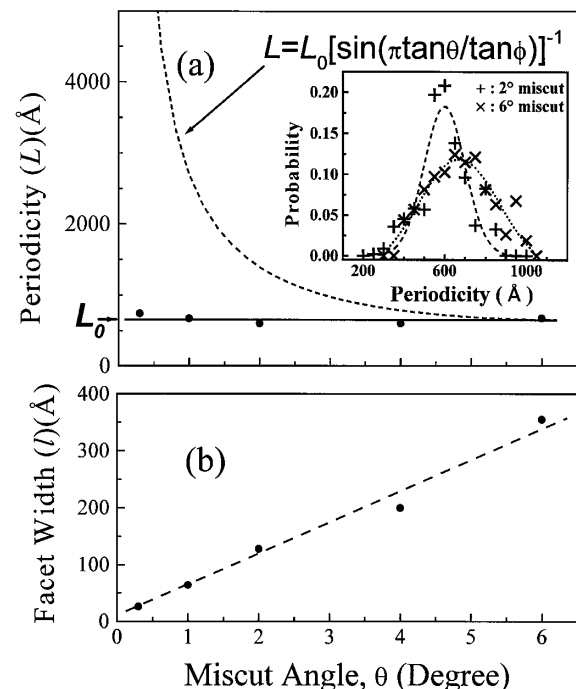 L=L₀[sin(πtanθ/tanφ)]⁻¹
(a)
+ : 2° miscut
× : 6° miscut
0.20
0.15
0.10
0.05
0.00
Probability
200 600 1000
Periodicity (Å)
Periodicity (L)(Å)
4000
2000
L₀
0
(b)
Facet Width (l)(Å)
400
300
200
100
0
0 1 2 3 4 5 6
Miscut Angle, θ (Degree)